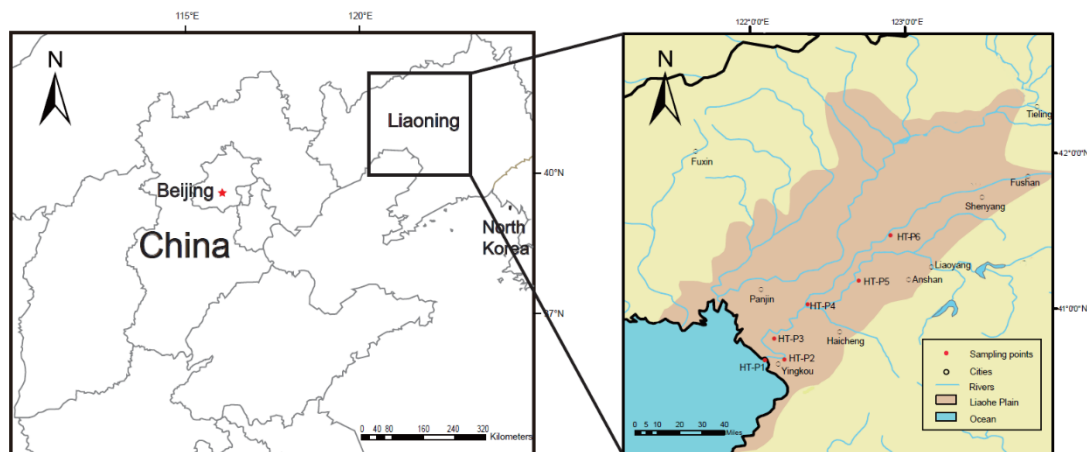 115°E
120°E
N
Liaoning
40°N
Beijing
North
Korea
China
37°N
0 40 80 160 240 320
Kilometers
122°0'0'E
123°0'0'E
N
Tieling
Fuxin
42°0'0'N
Fushan
Shenyang
HT-P6
Liaoyang
HT-P5
Anshan
Panjin
HT-P4
41°0'0'N
HT-P3
Haicheng
HT-P1
HT-P2
Yingkou
Sampling points
Cities
Rivers
Liaohe Plain
Ocean
0 5 10 20 30 40
Miles